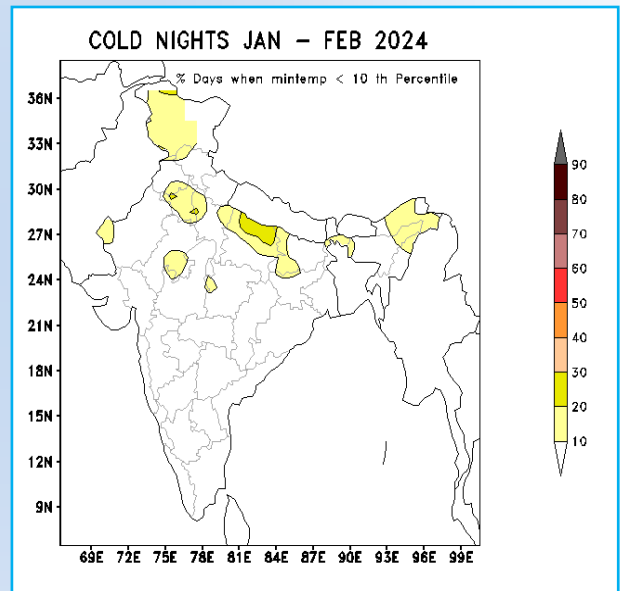 COLD NIGHTS JAN - FEB 2024
% Days when mintemp < 10 th Percentile
36N
33N
30N
27N
24N
21N
18N
15N
12N
9N
69E 72E 75E 78E 81E 84E 87E 90E 93E 96E 99E
90
80
70
60
50
40
30
20
10